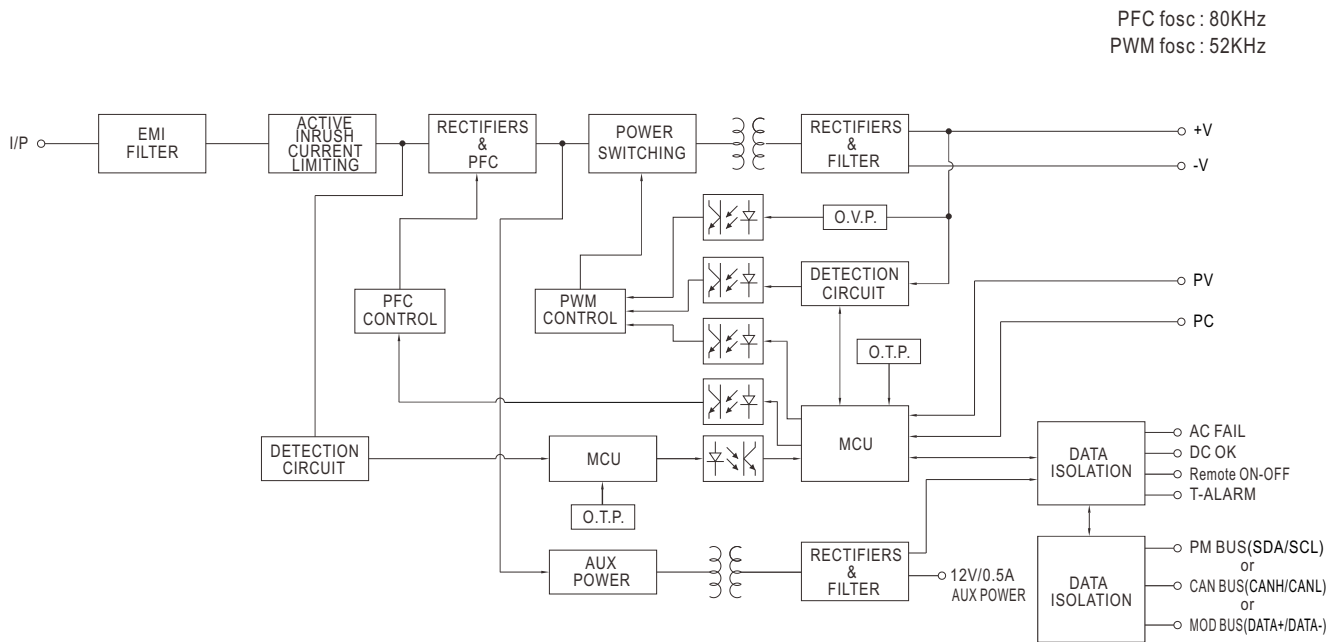 PFC fosc : 80KHz
PWM fosc : 52KHz
I/P
EMI
FILTER
ACTIVE
INRUSH
CURRENT
LIMITING
RECTIFIERS
&
PFC
POWER
SWITCHING
RECTIFIERS
&
FILTER
+V
-V
O.V.P.
DETECTION
CIRCUIT
PFC
CONTROL
PWM
CONTROL
PV
PC
O.T.P.
MCU
DETECTION
CIRCUIT
MCU
O.T.P.
DATA
ISOLATION
AC FAIL
DC OK
Remote ON-OFF
T-ALARM
AUX
POWER
RECTIFIERS
&
FILTER
12V/0.5A
AUX POWER
DATA
ISOLATION
PM BUS(SDA/SCL)
or
CAN BUS(CANH/CANL)
or
MOD BUS(DATA+/DATA-)